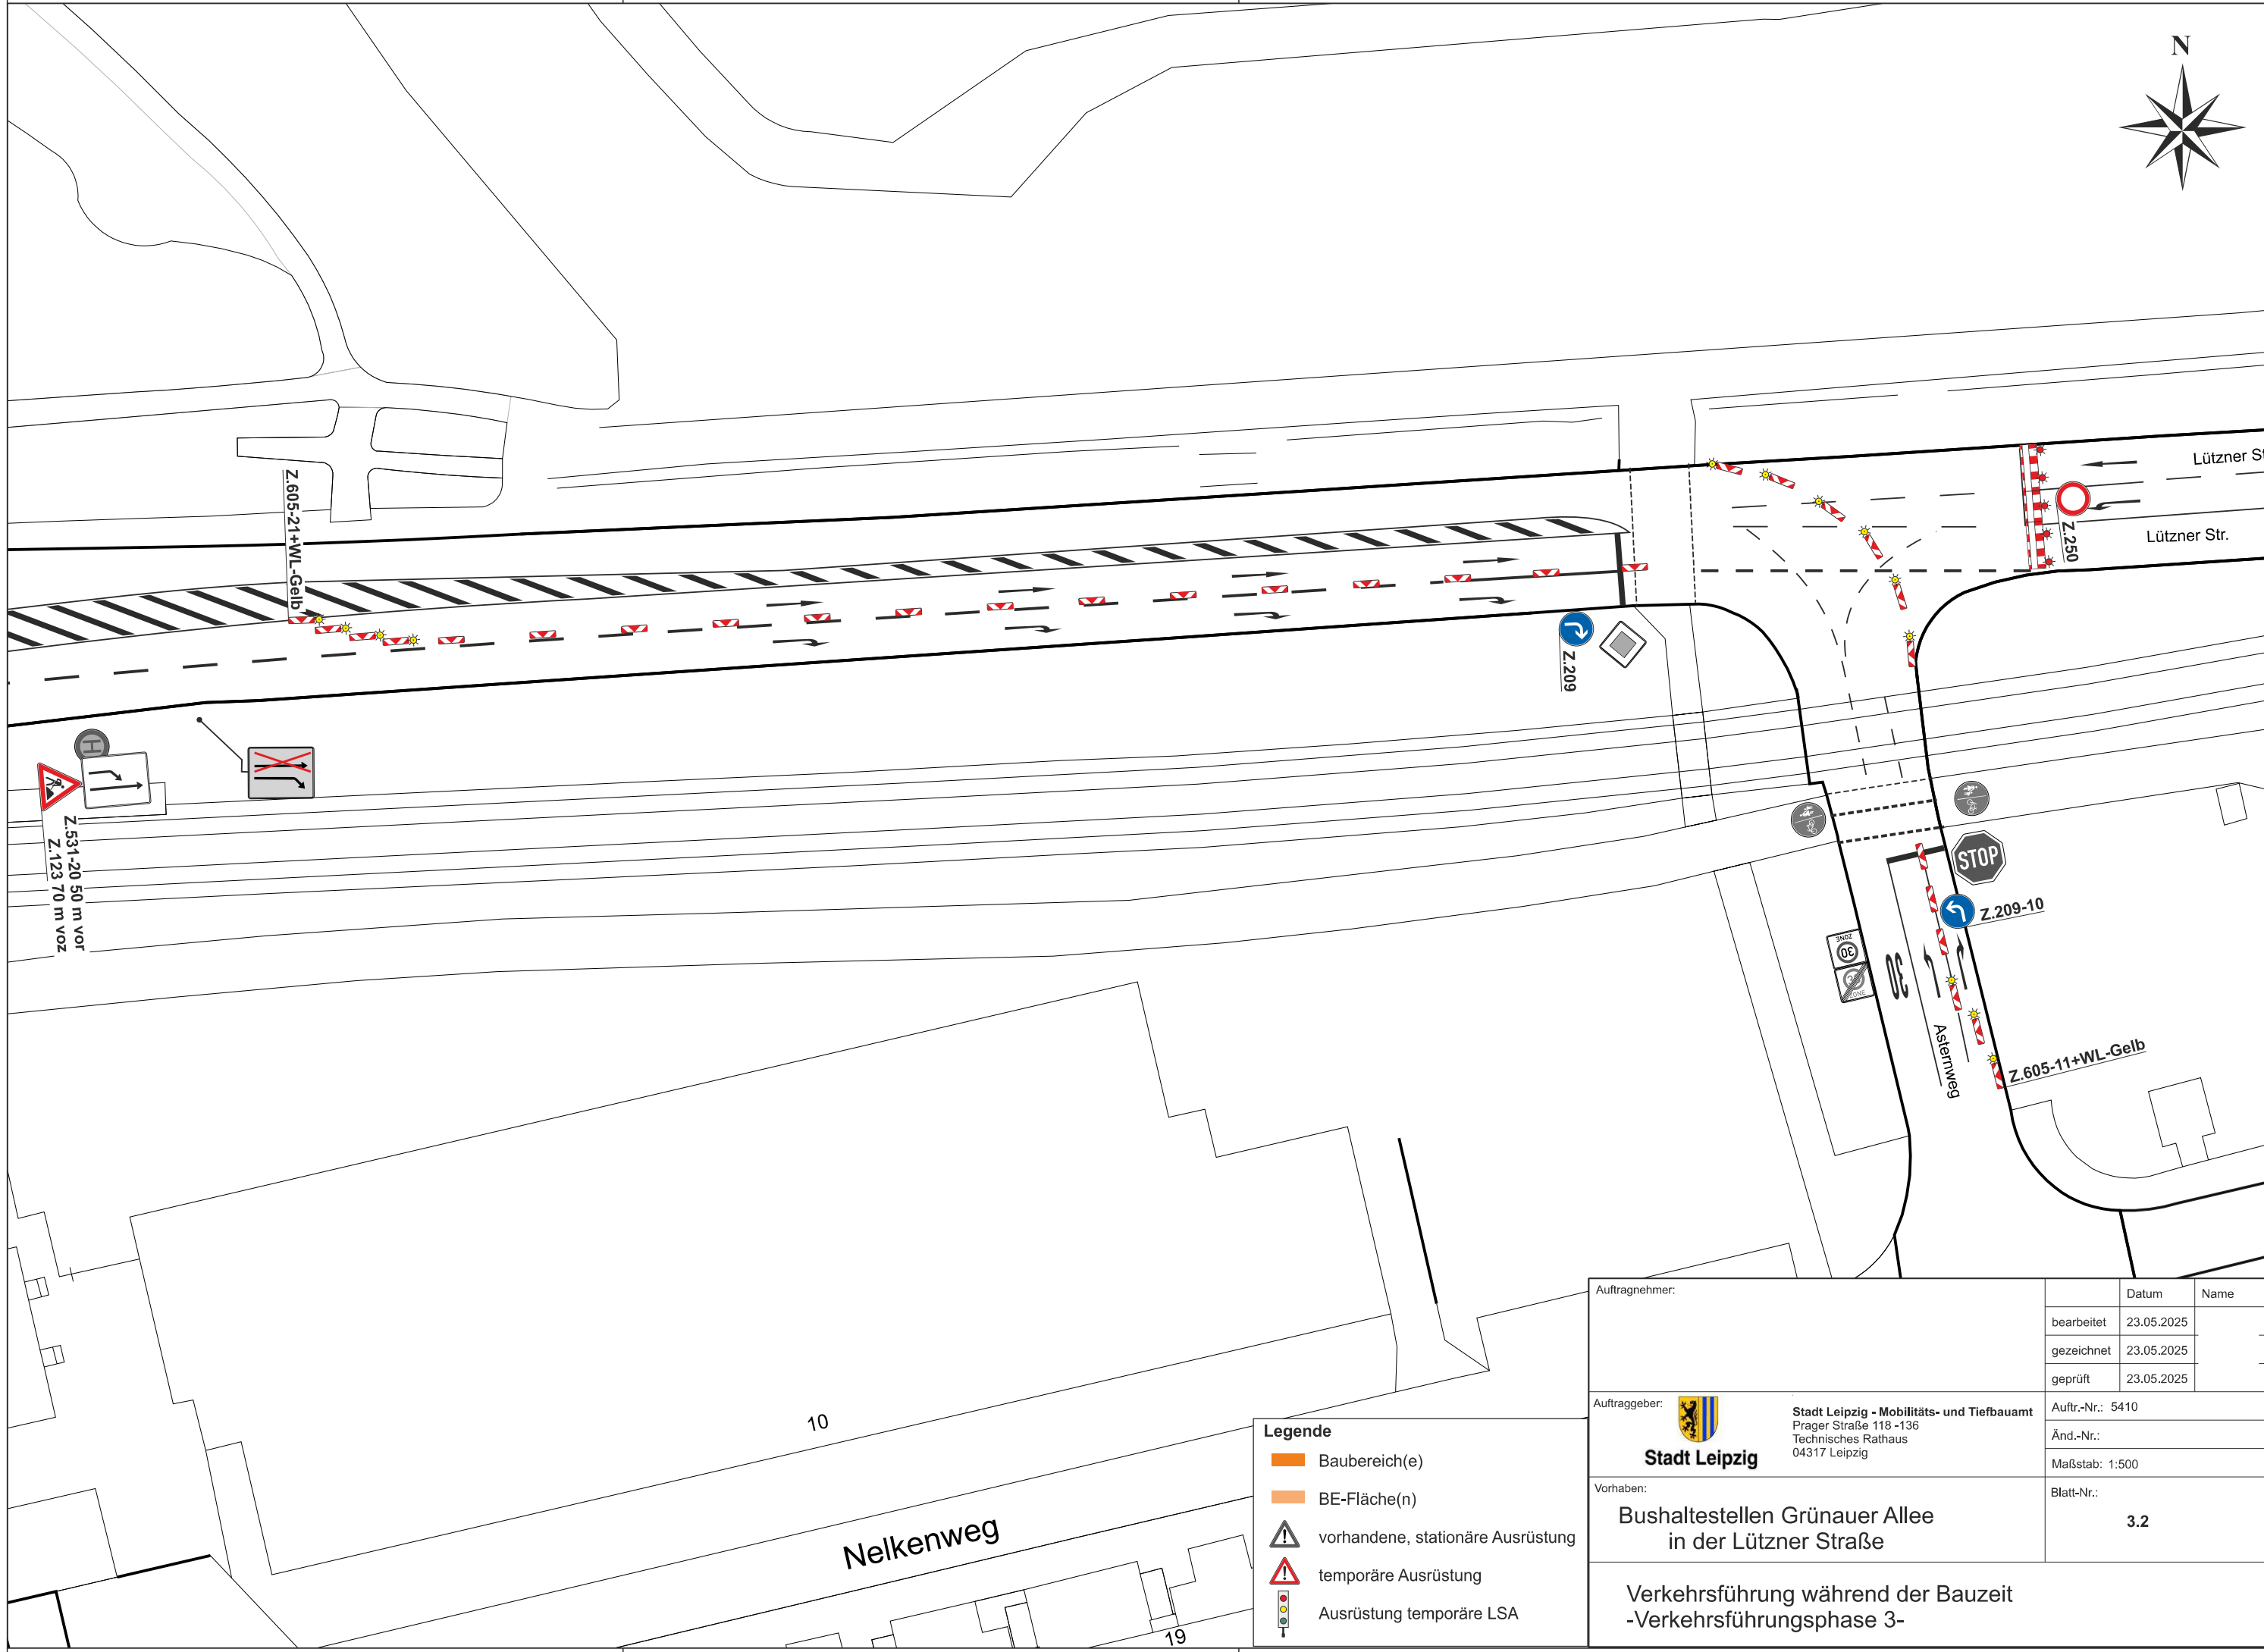 N
Z.605-21+WL-Gelb
Lützner St
Lützner Str.
Z.250
Z.209
Z.531-20 50 m vor
Z.123 70 m voz
STOP
Z.209-10
ZONE
30
30
ZONE
30
Asternweg
Z.605-11+WL-Gelb
10
Nelkenweg
19
Legende
Baubereich(e)
BE-Fläche(n)
vorhandene, stationäre Ausrüstung
temporäre Ausrüstung
Ausrüstung temporäre LSA
Auftragnehmer:
Datum Name
bearbeitet 23.05.2025
gezeichnet 23.05.2025
geprüft 23.05.2025
Auftraggeber:
Stadt Leipzig
Stadt Leipzig - Mobilitäts- und Tiefbauamt
Prager Straße 118 -136
Technisches Rathaus
04317 Leipzig
Auftr.-Nr.: 5410
Änd.-Nr.:
Maßstab: 1:500
Vorhaben:
Bushaltestellen Grünauer Allee
in der Lützner Straße
Blatt-Nr.:
3.2
Verkehrsführung während der Bauzeit
-Verkehrsführungsphase 3-